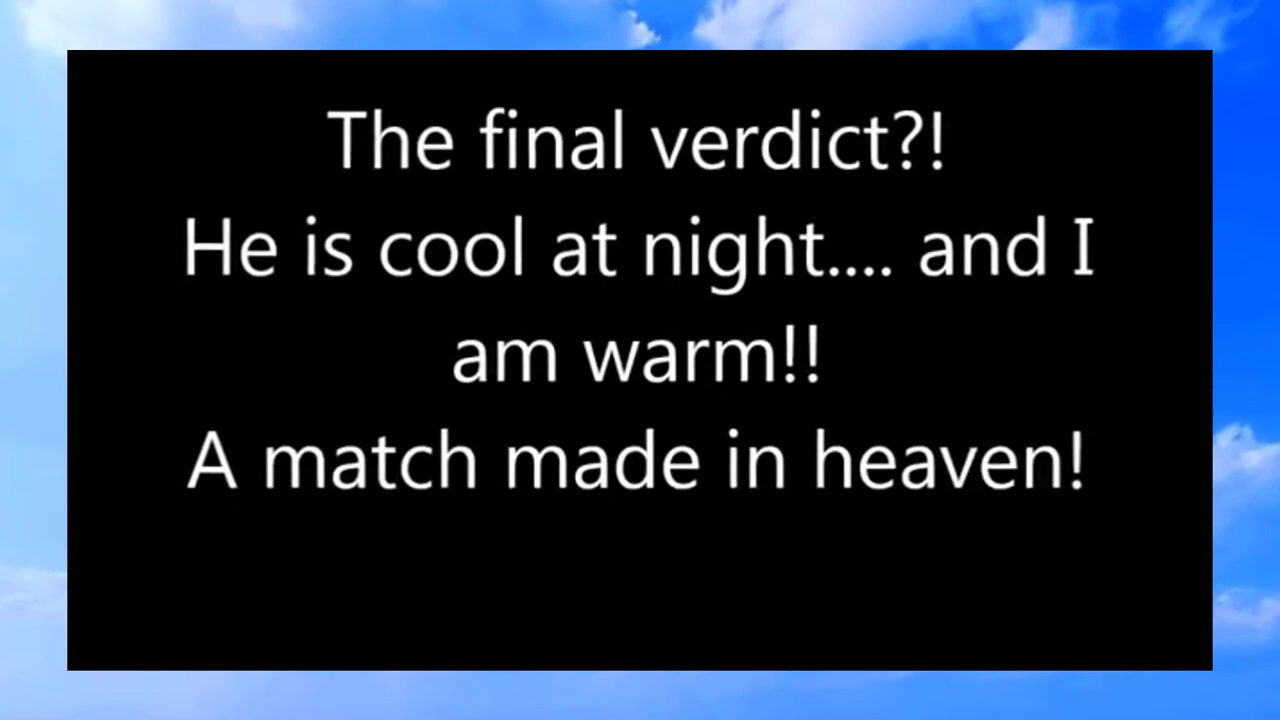 The final verdict?!
He is cool at night.... and I
am warm!!
A match made in heaven!